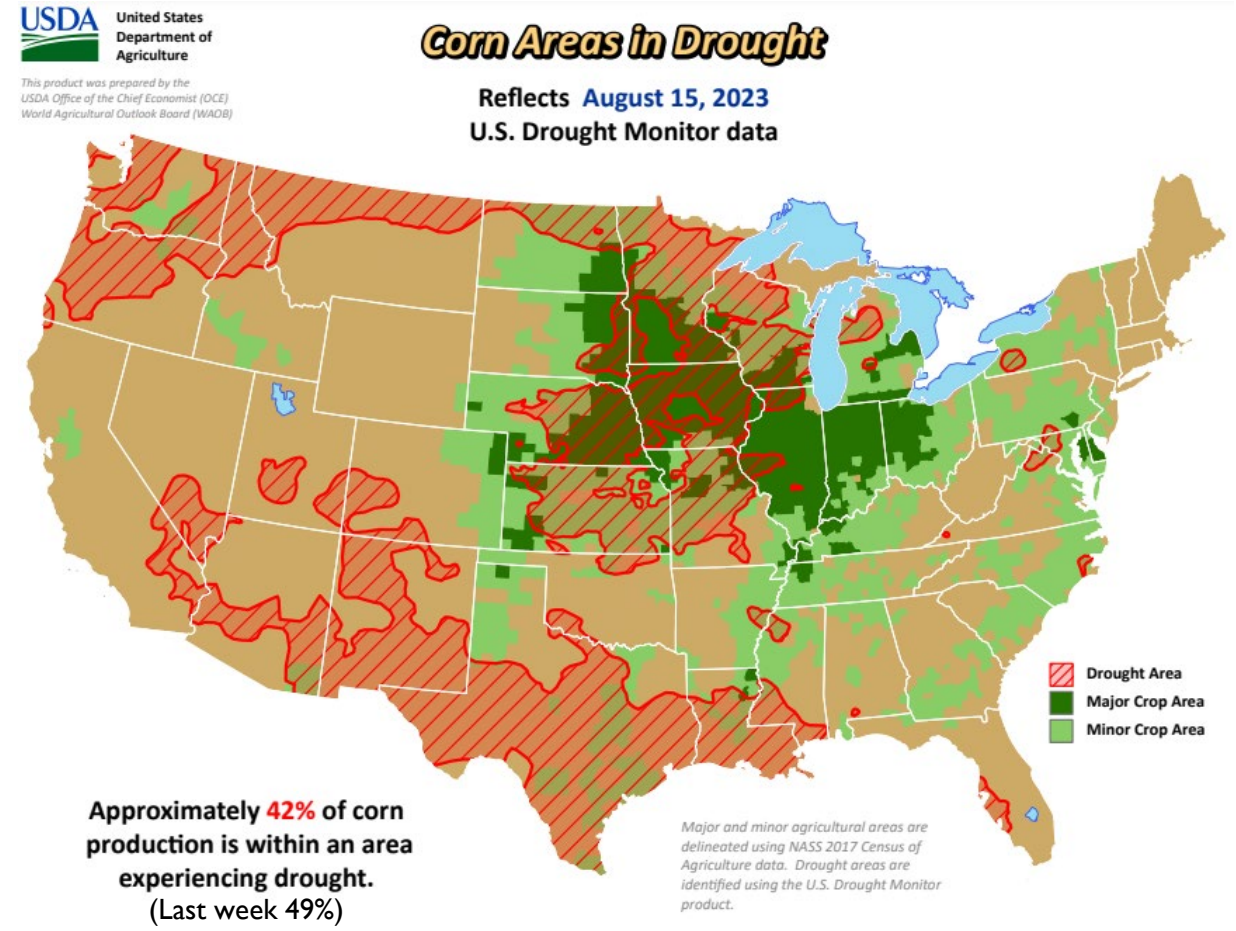 USDA
United States
Department of
Agriculture
This product was prepared by the
USDA Office of the Chief Economist (OCE)
World Agricultural Outlook Board (WAOB)
Corn Areas in Drought
Reflects August 15, 2023
U.S. Drought Monitor data
Drought Area
Major Crop Area
Minor Crop Area
Approximately 42% of corn
production is within an area
experiencing drought.
(Last week 49%)
Major and minor agricultural areas are
delineated using NASS 2017 Census of
Agriculture data. Drought areas are
identified using the U.S. Drought Monitor
product.